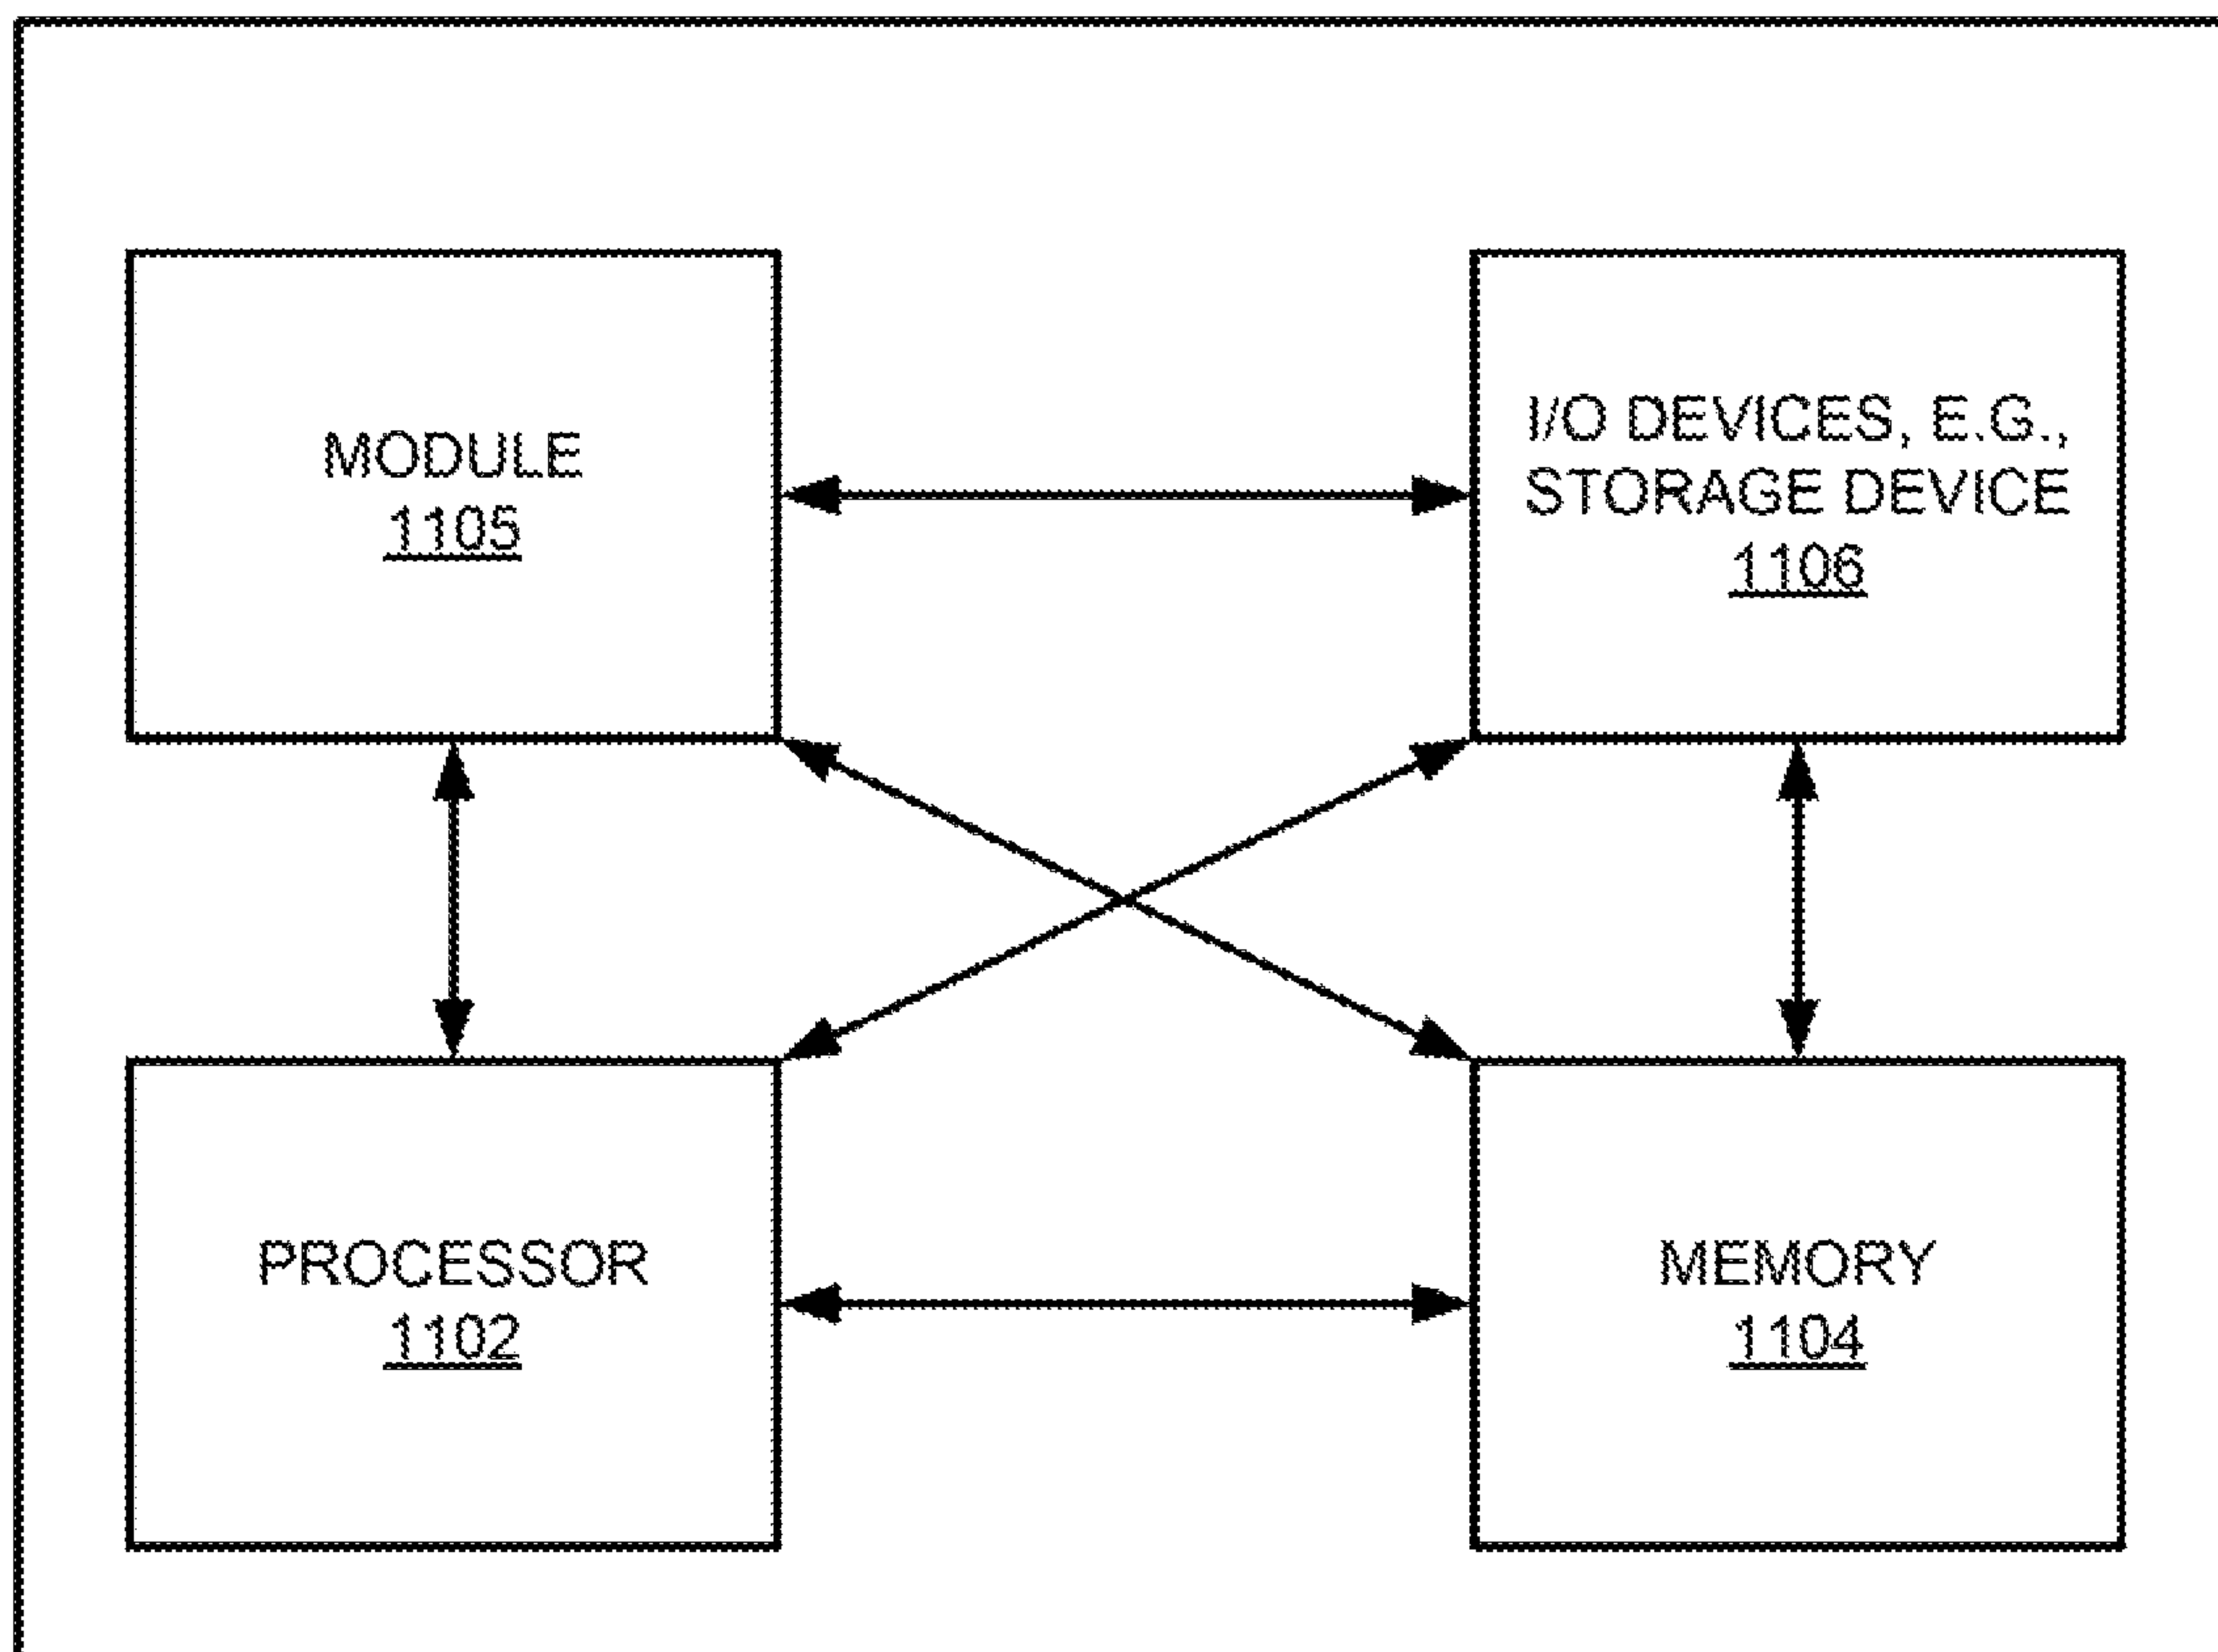 MODULE
1105
I/O DEVICES, E.G.,
STORAGE DEVICE
1106
PROCESSOR
1102
MEMORY
1104